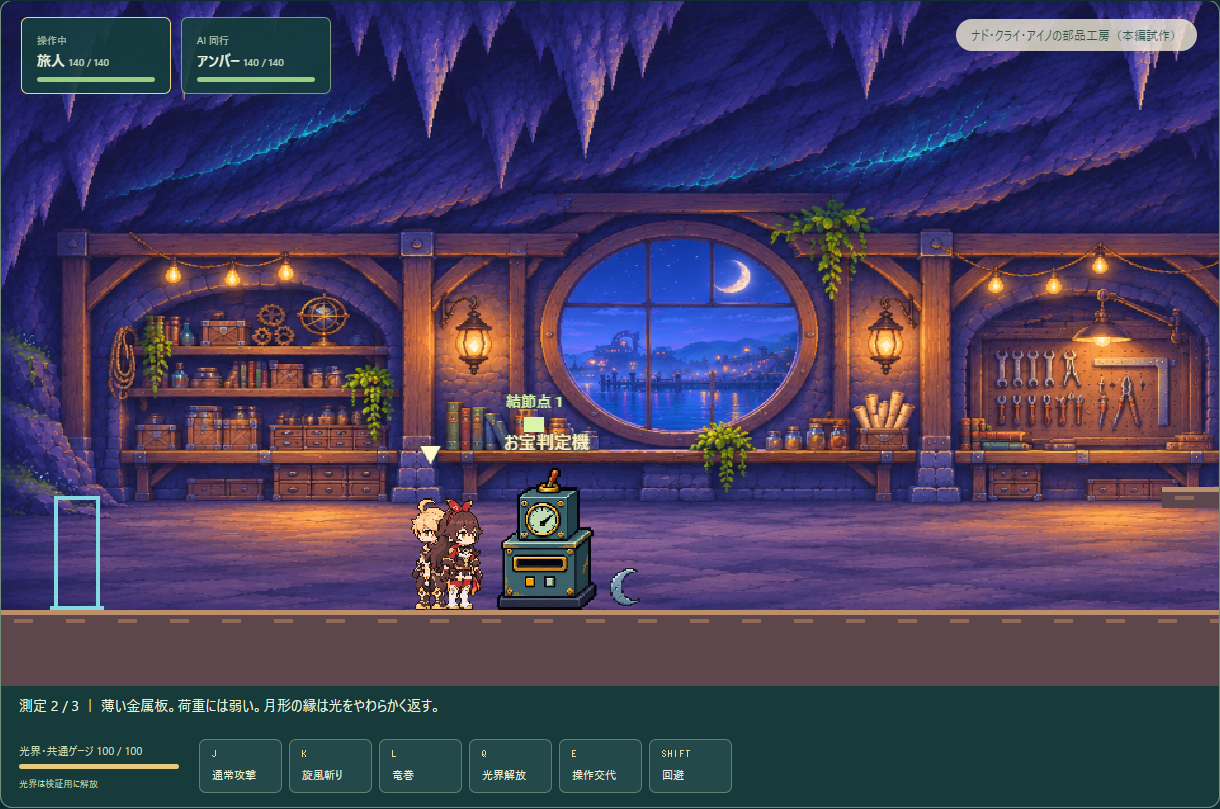 操作中
旅人 140 / 140
AI 同行
アンバー 140 / 140
ナド・クライ・アイノの部品工房（本編試作）
結節点 1
お宝判定機
測定 2 / 3 ｜ 薄い金属板。荷重には弱い。月形の縁は光をやわらかく返す。
光界・共通ゲージ 100 / 100
光界は検証用に解放
J
通常攻撃
K
旋風斬り
L
竜巻
Q
光界解放
E
操作交代
SHIFT
回避